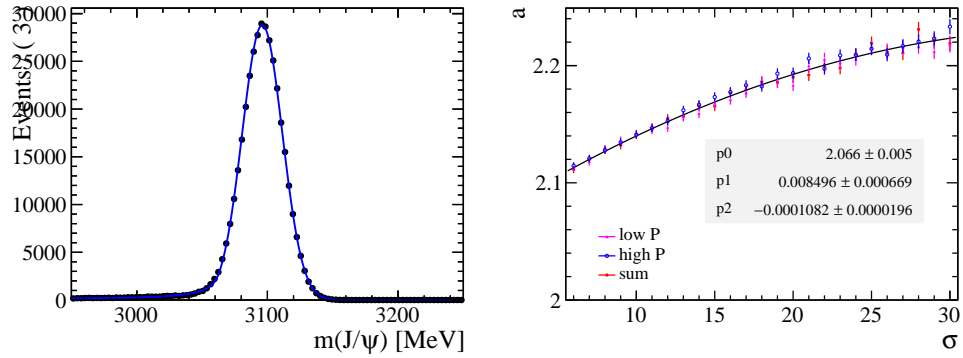 Events ( 3
30000
25000
20000
15000
10000
5000
0
3000 3100 3200
m(J/ψ) [MeV]
a
2.2
2.1
2
p0 2.066 ± 0.005
p1 0.008496 ± 0.000669
p2 −0.0001082 ± 0.0000196
low P
high P
sum
10 15 20 25 30
σ